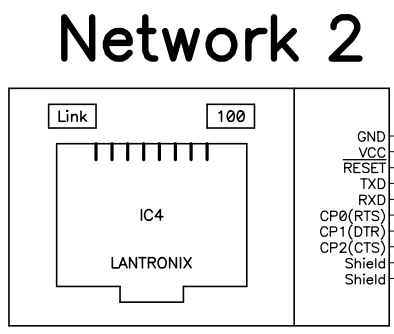 Network 2
Link
100
IC4
LANTRONIX
GND
VCC
RESET
TXD
RXD
CP0(RTS)
CP1(DTR)
CP2(CTS)
Shield
Shield